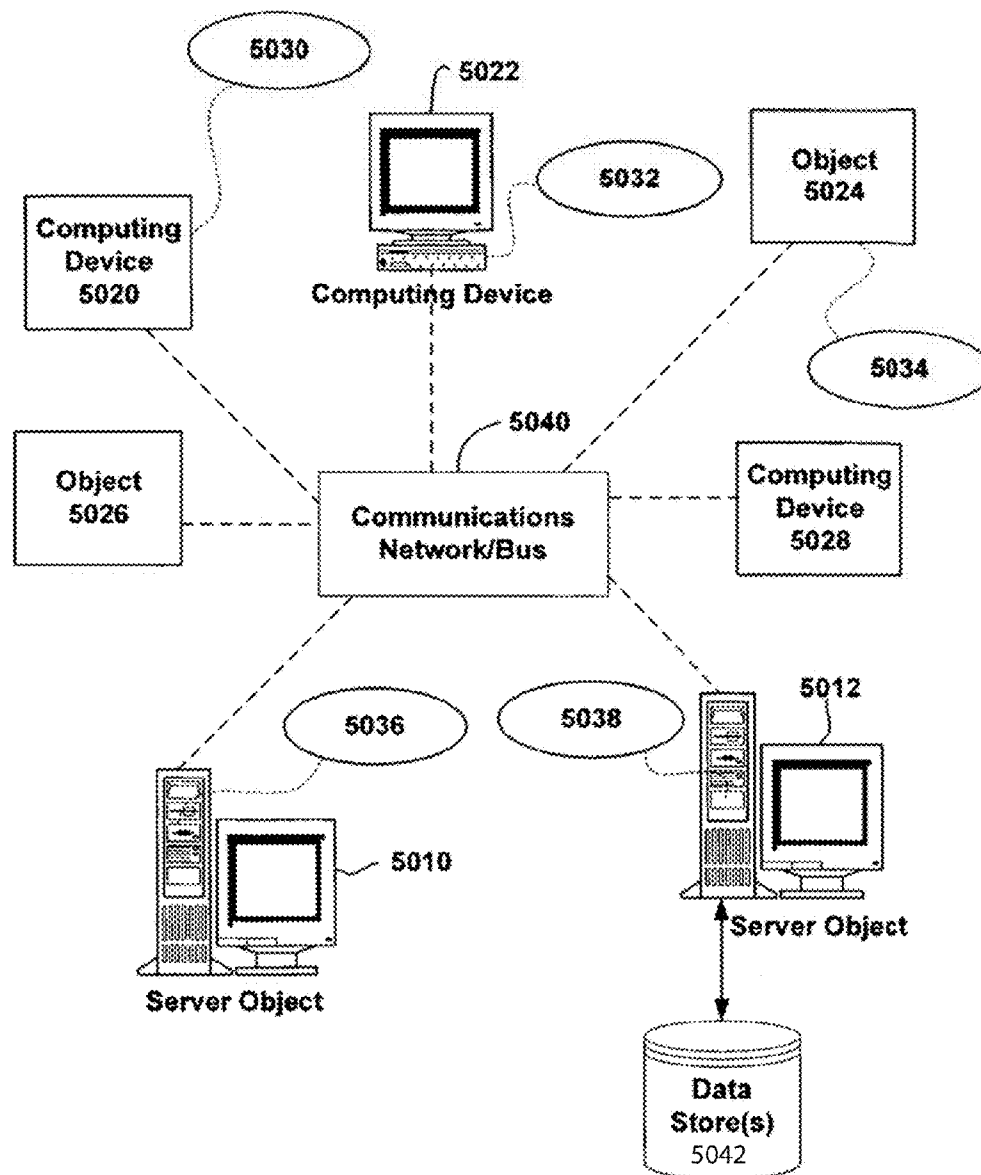 5030
5022
5032
Object
5024
Computing
Device
5020
Computing Device
5034
5040
Object
5026
Communications
Network/Bus
Computing
Device
5028
5036
5038
5012
5010
Server Object
Server Object
Data
Store(s)
5042